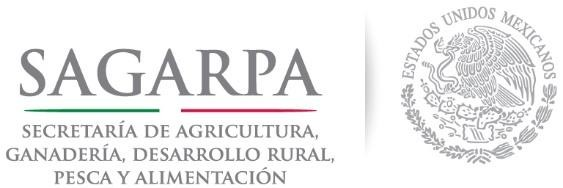 SAGARPA
SECRETARÍA DE AGRICULTURA,
GANADERÍA, DESARROLLO RURAL,
PESCA Y ALIMENTACIÓN
ESTADOS UNIDOS MEXICANOS